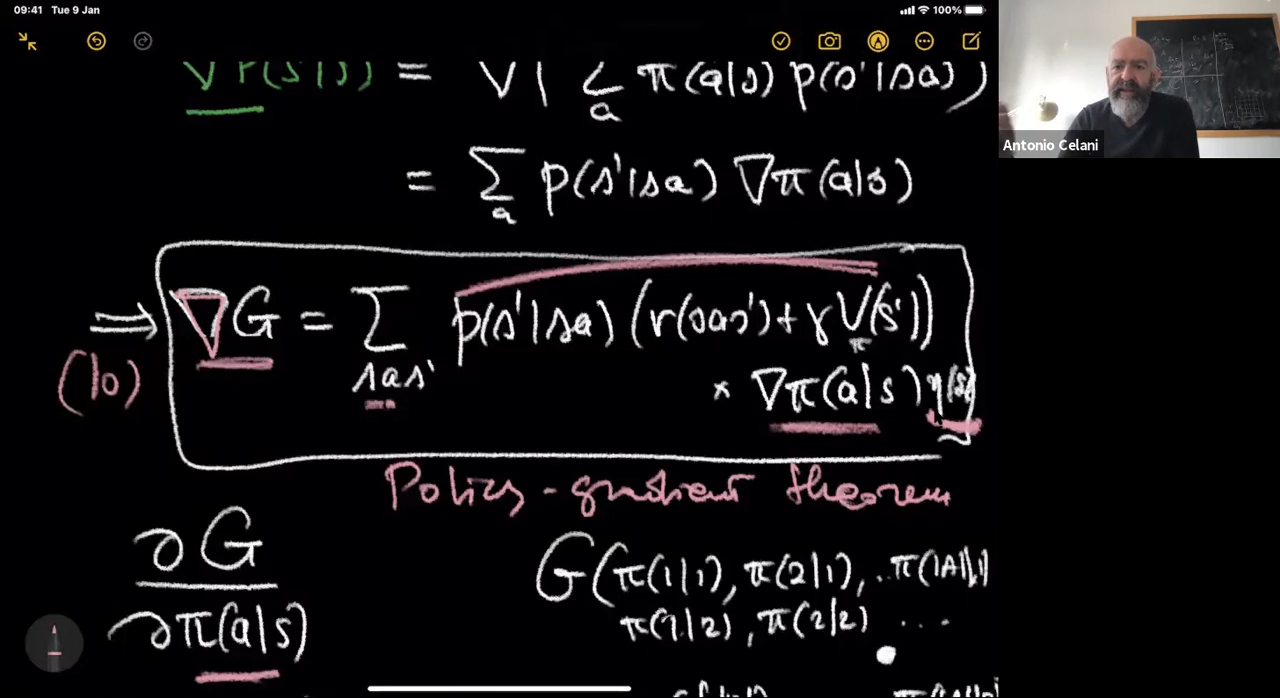 09:41 Tue 9 Jan
100%
Antonio Celani
∇ P(s'|s) = ∇( Σ_a π(a|s) p(s'|sa) )
= Σ_a p(s'|sa) ∇π(a|s)
⟹ ∇G = Σ_{sas'} p(s'|sa) (r(sas') + γ V_π(s'))
(10)
× ∇π(a|s) η(s)
Policy-gradient theorem
∂G
∂π(a|s)
G(π(1|1), π(2|1), .. π(|A||1)
π(1|2), π(2|2) ...